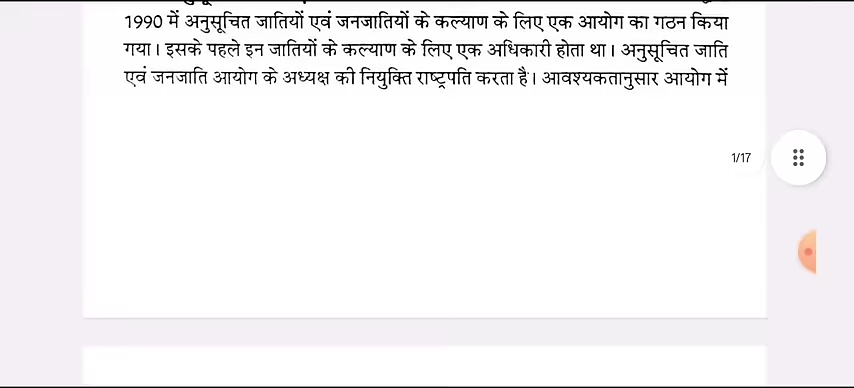 1990 में अनुसूचित जातियों एवं जनजातियों के कल्याण के लिए एक आयोग का गठन किया
गया। इसके पहले इन जातियों के कल्याण के लिए एक अधिकारी होता था। अनुसूचित जाति
एवं जनजाति आयोग के अध्यक्ष की नियुक्ति राष्ट्रपति करता है। आवश्यकतानुसार आयोग में
1/17